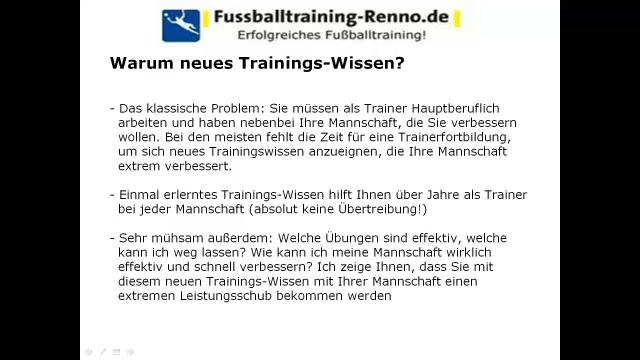 Fussballtraining-Renno.de
Erfolgreiches Fußballtraining!
Warum neues Trainings-Wissen?
- Das klassische Problem: Sie müssen als Trainer Hauptberuflich
arbeiten und haben nebenbei Ihre Mannschaft, die Sie verbessern
wollen. Bei den meisten fehlt die Zeit für eine Trainerfortbildung,
um sich neues Trainingswissen anzueignen, die Ihre Mannschaft
extrem verbessert.
- Einmal erlerntes Trainings-Wissen hilft Ihnen über Jahre als Trainer
bei jeder Mannschaft (absolut keine Übertreibung!)
- Sehr mühsam außerdem: Welche Übungen sind effektiv, welche
kann ich weg lassen? Wie kann ich meine Mannschaft wirklich
effektiv und schnell verbessern? Ich zeige Ihnen, dass Sie mit
diesem neuen Trainings-Wissen mit Ihrer Mannschaft einen
extremen Leistungsschub bekommen werden